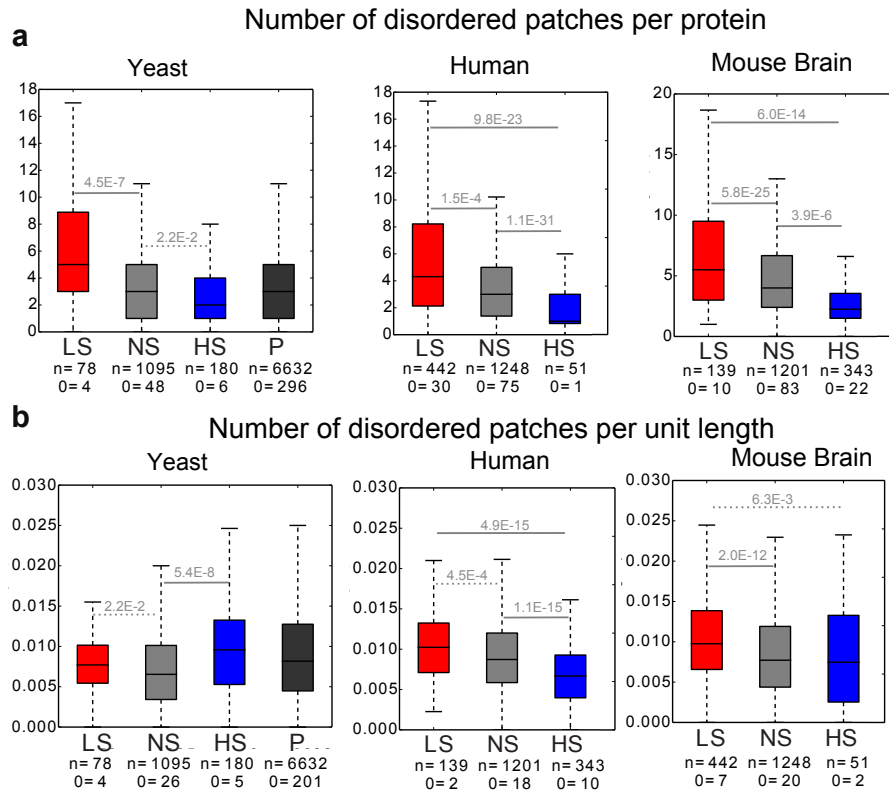 Number of disordered patches per protein
a
Yeast
Human
Mouse Brain
18
16
14
12
10
8
6
4
2
0
4.5E-7
2.2E-2
LS NS HS P
n= 78 n= 1095 n= 180 n= 6632
0= 4 0= 48 0= 6 0= 296
18
16
14
12
10
8
6
4
2
0
9.8E-23
1.5E-4
1.1E-31
LS NS HS
n= 442 n= 1248 n= 51
0= 30 0= 75 0= 1
20
15
10
5
0
6.0E-14
5.8E-25
3.9E-6
LS NS HS
n= 139 n= 1201 n= 343
0= 10 0= 83 0= 22
b
Number of disordered patches per unit length
Yeast
Human
Mouse Brain
0.030
0.025
0.020
0.015
0.010
0.005
0.000
5.4E-8
2.2E-2
LS NS HS P
n= 78 n= 1095 n= 180 n= 6632
0= 4 0= 26 0= 5 0= 201
0.030
0.025
0.020
0.015
0.010
0.005
0.000
4.9E-15
4.5E-4
1.1E-15
LS NS HS
n= 139 n= 1201 n= 343
0= 2 0= 18 0= 10
0.030
0.025
0.020
0.015
0.010
0.005
0.000
6.3E-3
2.0E-12
LS NS HS
n= 442 n= 1248 n= 51
0= 7 0= 20 0= 2